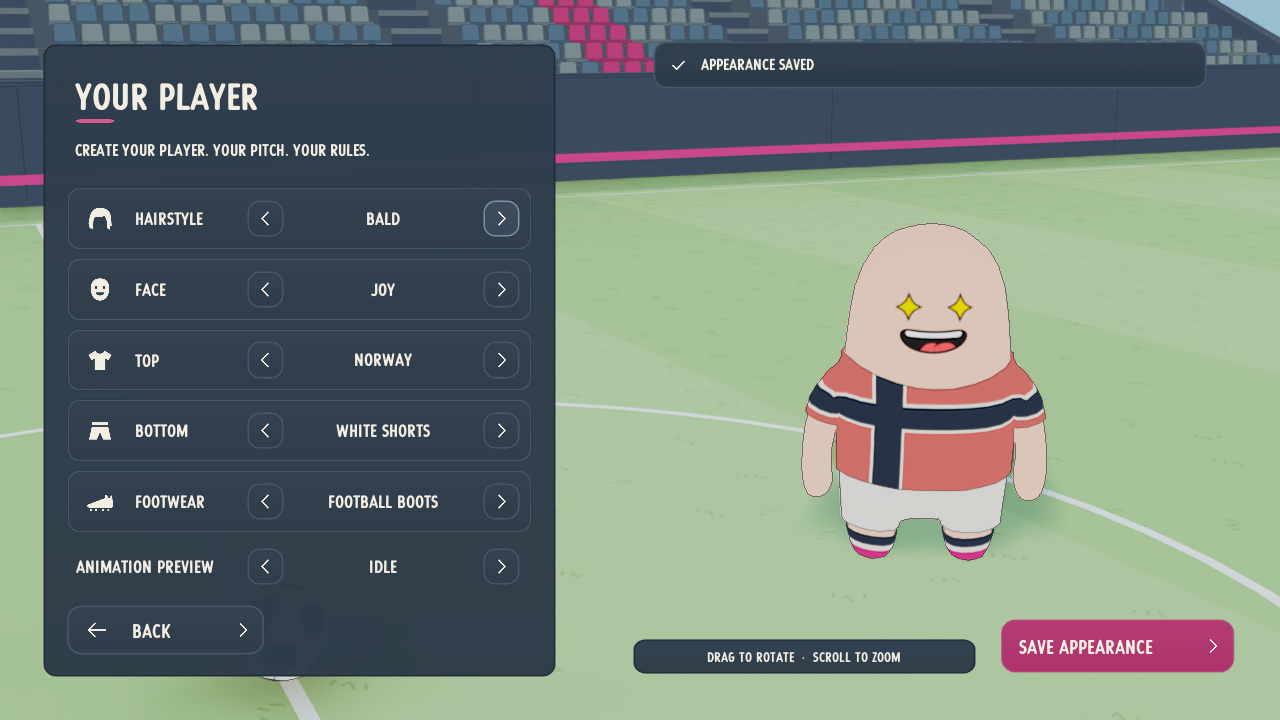 YOUR PLAYER
CREATE YOUR PLAYER. YOUR PITCH. YOUR RULES.
HAIRSTYLE
BALD
FACE
JOY
TOP
NORWAY
BOTTOM
WHITE SHORTS
FOOTWEAR
FOOTBALL BOOTS
ANIMATION PREVIEW
IDLE
BACK
APPEARANCE SAVED
DRAG TO ROTATE · SCROLL TO ZOOM
SAVE APPEARANCE